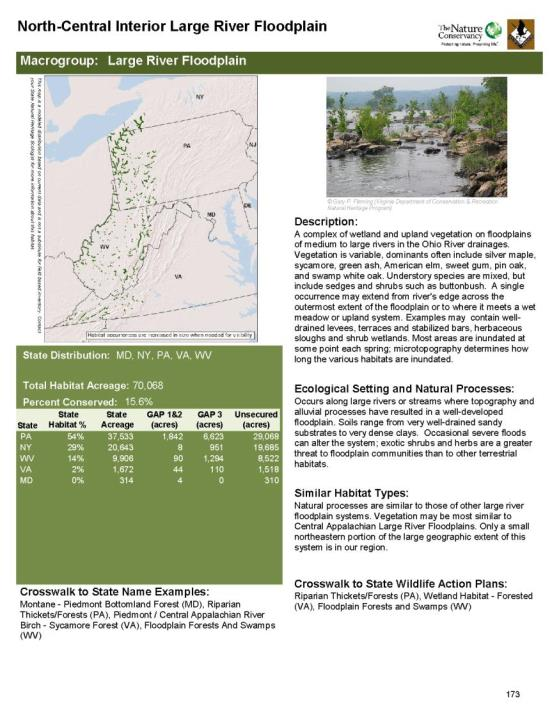 North-Central Interior Large River Floodplain
The Nature Conservancy
Protecting nature. Preserving life.
Macrogroup: Large River Floodplain
This map is a modeled distribution based on current data and is not a substitute for field-based inventory. Contact
your State Natural Heritage Ecologist for more information about this habitat.
NY
PA
NJ
MD
DE
WV
VA
Habitat occurrences are increased in size when needed for visibility
© Gary P. Fleming (Virginia Department of Conservation & Recreation
Natural Heritage Program)
Description:
A complex of wetland and upland vegetation on floodplains
of medium to large rivers in the Ohio River drainages.
Vegetation is variable, dominants often include silver maple,
sycamore, green ash, American elm, sweet gum, pin oak,
and swamp white oak. Understory species are mixed, but
include sedges and shrubs such as buttonbush. A single
occurrence may extend from river's edge across the
outermost extent of the floodplain or to where it meets a wet
meadow or upland system. Examples may contain well-
drained levees, terraces and stabilized bars, herbaceous
sloughs and shrub wetlands. Most areas are inundated at
some point each spring; microtopography determines how
long the various habitats are inundated.
State Distribution: MD, NY, PA, VA, WV
Total Habitat Acreage: 70,068
Percent Conserved: 15.6%
State State Habitat % State Acreage GAP 1&2 (acres) GAP 3 (acres) Unsecured (acres)
PA 54% 37,533 1,842 6,623 29,068
NY 29% 20,643 8 951 19,685
WV 14% 9,906 90 1,294 8,522
VA 2% 1,672 44 110 1,518
MD 0% 314 4 0 310
Ecological Setting and Natural Processes:
Occurs along large rivers or streams where topography and
alluvial processes have resulted in a well-developed
floodplain. Soils range from very well-drained sandy
substrates to very dense clays. Occasional severe floods
can alter the system; exotic shrubs and herbs are a greater
threat to floodplain communities than to other terrestrial
habitats.
Similar Habitat Types:
Natural processes are similar to those of other large river
floodplain systems. Vegetation may be most similar to
Central Appalachian Large River Floodplains. Only a small
northeastern portion of the large geographic extent of this
system is in our region.
Crosswalk to State Name Examples:
Montane - Piedmont Bottomland Forest (MD), Riparian
Thickets/Forests (PA), Piedmont / Central Appalachian River
Birch - Sycamore Forest (VA), Floodplain Forests And Swamps
(WV)
Crosswalk to State Wildlife Action Plans:
Riparian Thickets/Forests (PA), Wetland Habitat - Forested
(VA), Floodplain Forests and Swamps (WV)
173